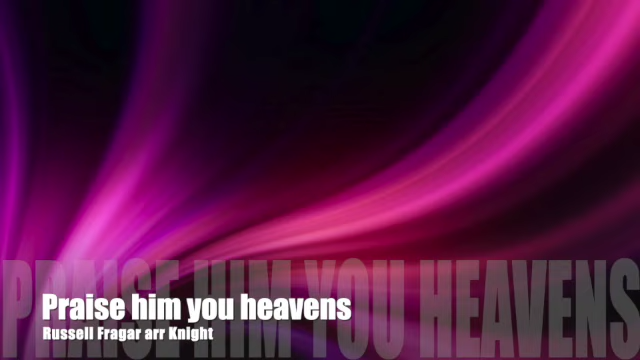 PRAISE HIM YOU HEAVENS
Praise him you heavens
Russell Fragar arr Knight